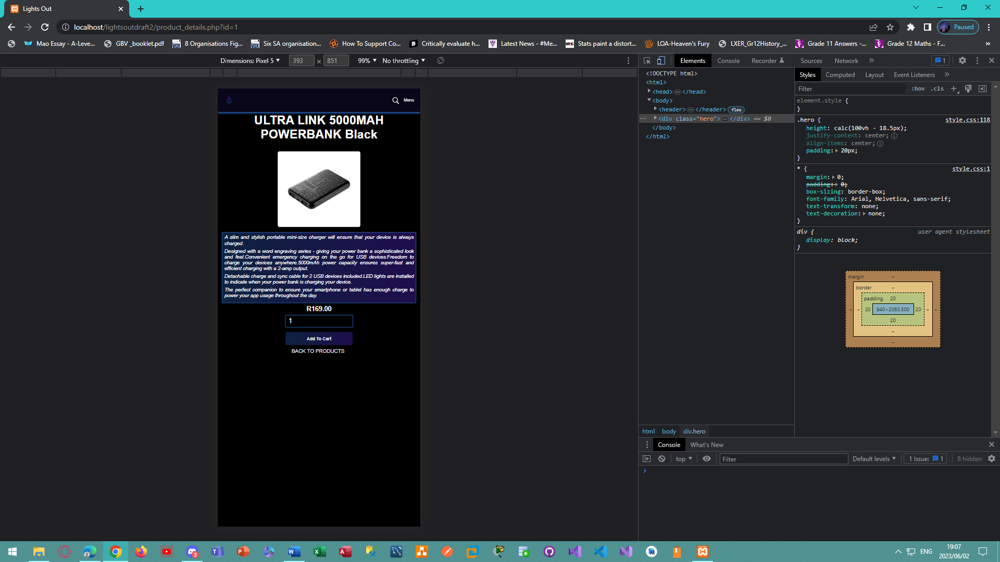 Lights Out
localhost/lightsoutdraft2/product_details.php?id=1
Paused
Mao Essay - A-Leve...
GBV _booklet.pdf
8 Organisations Fig...
Six SA organisation...
How To Support Co...
Critically evaluate h...
Latest News - #Me...
Stats paint a distort...
LOA-Heaven's Fury
LXER_Gr12History_...
Grade 11 Answers -...
Grade 12 Maths - F...
»
Dimensions: Pixel 5
393 × 851
99%
No throttling
Elements
Console
Recorder
Sources
Network
»
1
Menu
ULTRA LINK 5000MAH
POWERBANK Black
A slim and stylish portable mini-size charger will ensure that your device is always
charged.
Designed with a word engraving series - giving your power bank a sophisticated look
and feel.Convenient emergency charging on the go for USB devices.Freedom to
charge your devices anywhere.5000mAh power capacity ensures super-fast and
efficient charging with a 2-amp output.
Detachable charge and sync cable for 2 USB devices included.LED lights are installed
to indicate when your power bank is charging your device.
The perfect companion to ensure your smartphone or tablet has enough charge to
power your app usage throughout the day.
R169.00
1
Add To Cart
BACK TO PRODUCTS
<!DOCTYPE html>
<html>
<head> … </head>
<body>
<header> … </header> flex
… <div class="hero"> … </div> == $0
</body>
</html>
html
body
div.hero
Styles
Computed
Layout
Event Listeners
»
Filter
:hov .cls +
element.style {
}
.hero {
style.css:118
height: calc(100vh - 18.5px);
justify-content: center;
align-items: center;
padding: 20px;
}
* {
style.css:1
margin: 0;
padding: 0;
box-sizing: border-box;
font-family: Arial, Helvetica, sans-serif;
text-transform: none;
text-decoration: none;
}
div {
user agent stylesheet
display: block;
}
margin –
border –
padding 20
– – 20 940×2063.500 20 – –
20
–
–
Console
What's New
top
Filter
Default levels
1 Issue: 1
8 hidden
3
ENG
19:07
2023/06/02